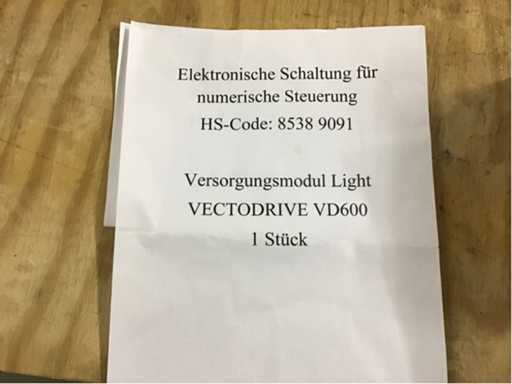 Elektronische Schaltung für
numerische Steuerung
HS-Code: 8538 9091
Versorgungsmodul Light
VECTODRIVE VD600
1 Stück